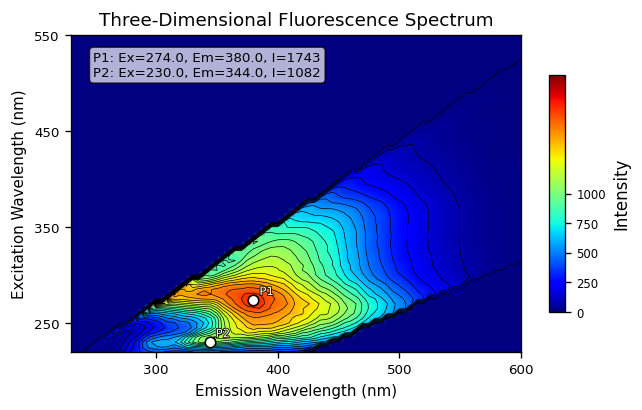 Three-Dimensional Fluorescence Spectrum
P1: Ex=274.0, Em=380.0, I=1743
P2: Ex=230.0, Em=344.0, I=1082
550
450
350
250
Excitation Wavelength (nm)
P1
P2
300
400
500
600
Emission Wavelength (nm)
1000
750
500
250
0
Intensity